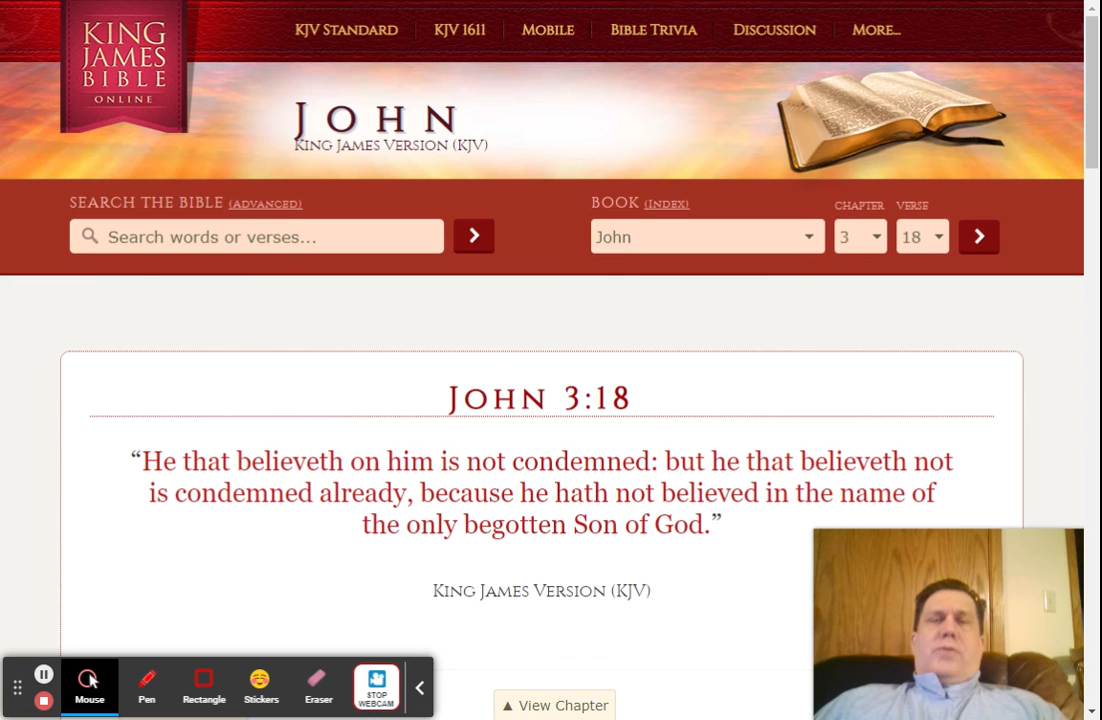 KING
JAMES
BIBLE
ONLINE
KJV STANDARD KJV 1611 MOBILE BIBLE TRIVIA DISCUSSION MORE...
JOHN
KING JAMES VERSION (KJV)
SEARCH THE BIBLE (ADVANCED)
Search words or verses...
BOOK (INDEX) CHAPTER VERSE
John 3 18
JOHN 3:18
“He that believeth on him is not condemned: but he that believeth not
is condemned already, because he hath not believed in the name of
the only begotten Son of God.”
KING JAMES VERSION (KJV)
▲ View Chapter
Mouse Pen Rectangle Stickers Eraser STOP
WEBCAM